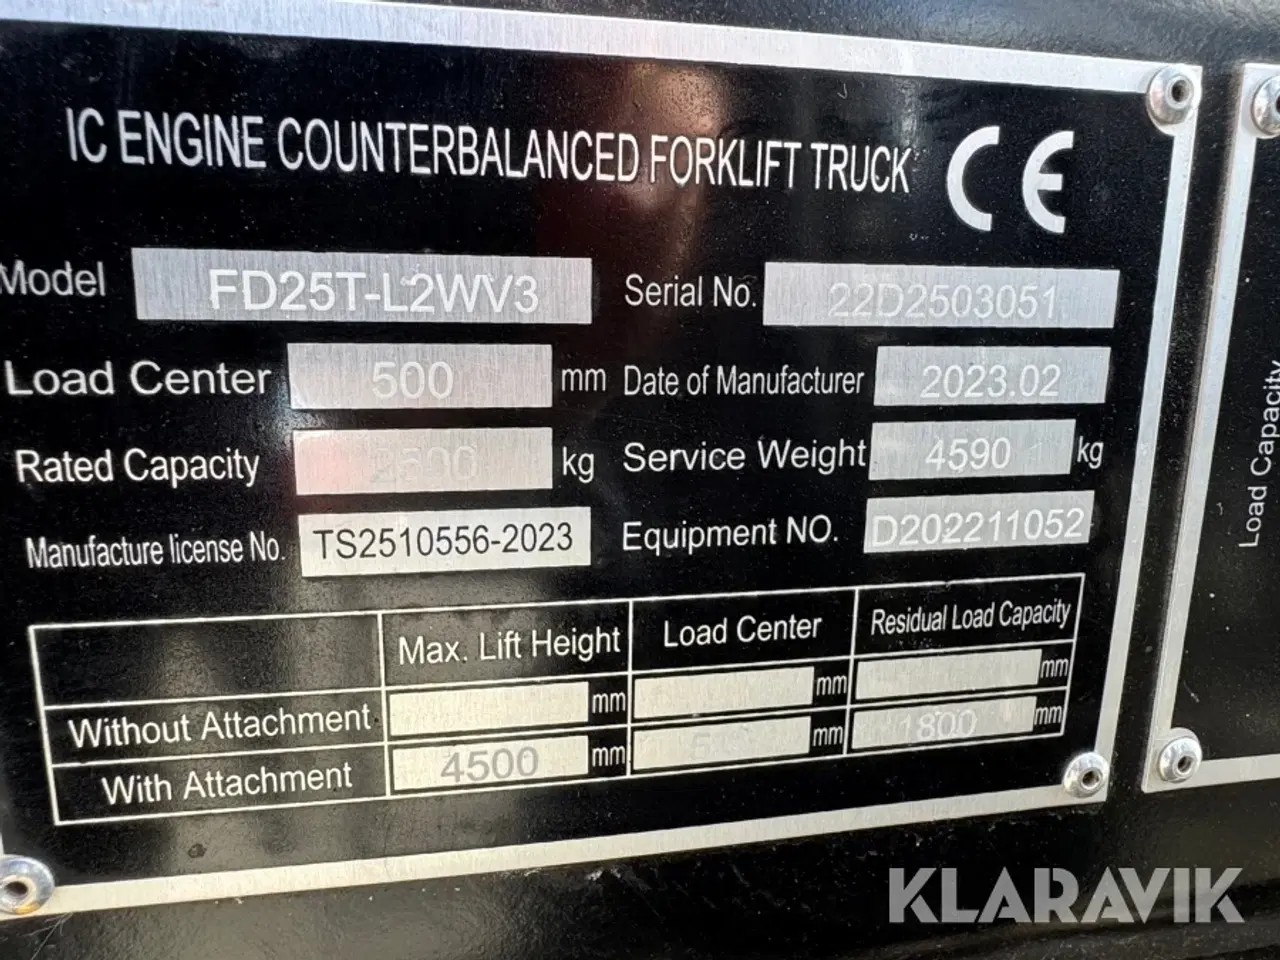 IC ENGINE COUNTERBALANCED FORKLIFT TRUCK CE
Model FD25T-L2WV3 Serial No. 22D2503051
Load Center 500 mm Date of Manufacturer 2023.02
Rated Capacity 2500 kg Service Weight 4590 kg
Manufacture license No. TS2510556-2023 Equipment NO. D202211052
Max. Lift Height Load Center Residual Load Capacity
Without Attachment mm mm mm
With Attachment 4500 mm mm 1800 mm
Load Capacity
KLARAVIK